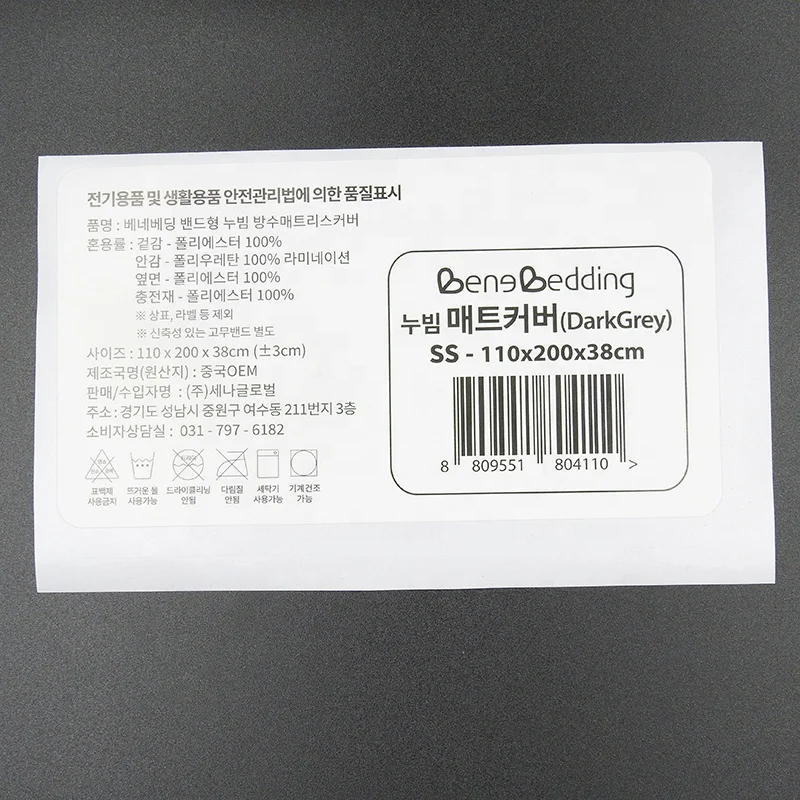 전기용품 및 생활용품 안전관리법에 의한 품질표시
품명 : 베네베딩 밴드형 누빔 방수매트리스커버
혼용률 : 겉감 - 폴리에스터 100%
안감 - 폴리우레탄 100% 라미네이션
옆면 - 폴리에스터 100%
충전재 - 폴리에스터 100%
※ 상표, 라벨 등 제외
※ 신축성 있는 고무밴드 별도
사이즈 : 110 x 200 x 38cm (±3cm)
제조국명(원산지) : 중국OEM
판매/수입자명 : (주)세나글로벌
주소 : 경기도 성남시 중원구 여수동 211번지 3층
소비자상담실 : 031 - 797 - 6182
드라이
표백제 뜨거운 물 드라이클리닝 다림질 세탁기 기계건조
사용금지 사용가능 안됨 안됨 사용가능 가능
BeneBedding
누빔 매트커버(DarkGrey)
SS - 110x200x38cm
8 809551 804110 >